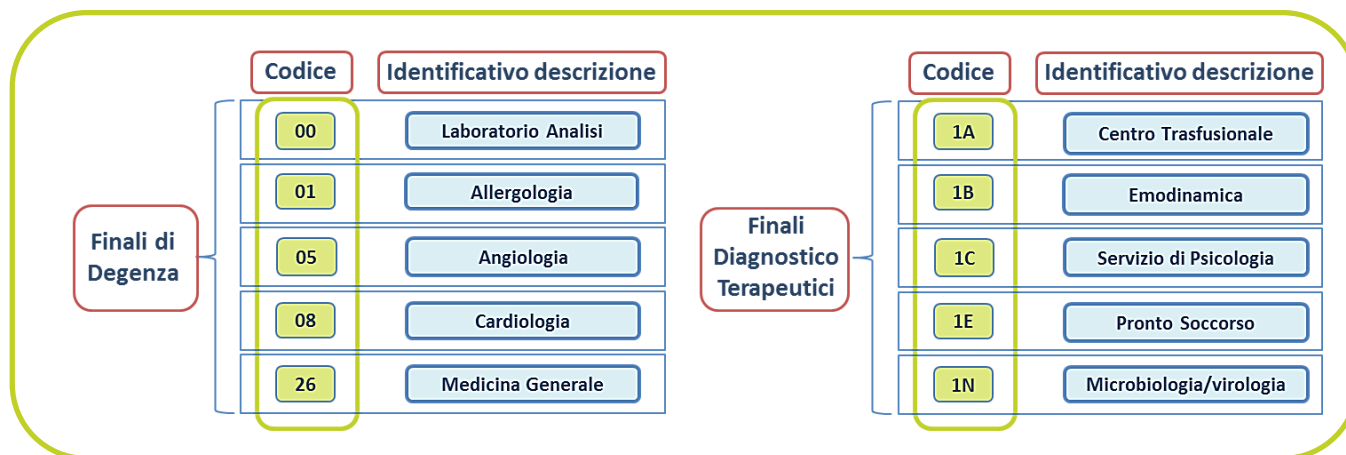 Codice
Identificativo descrizione
Finali di
Degenza
00
Laboratorio Analisi
01
Allergologia
05
Angiologia
08
Cardiologia
26
Medicina Generale
Codice
Identificativo descrizione
Finali
Diagnostico
Terapeutici
1A
Centro Trasfusionale
1B
Emodinamica
1C
Servizio di Psicologia
1E
Pronto Soccorso
1N
Microbiologia/virologia